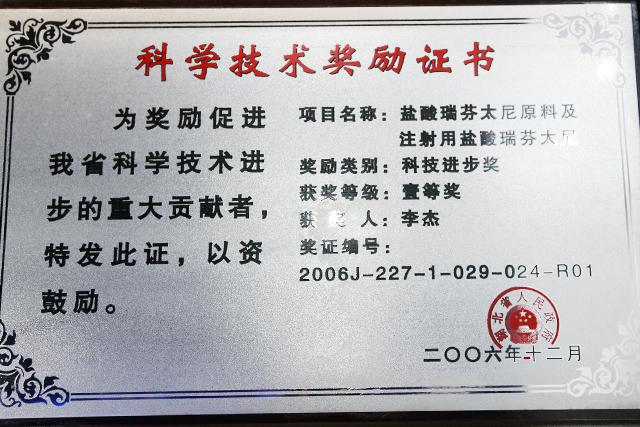 科学技术奖励证书
为奖励促进
我省科学技术进
步的重大贡献者，
特发此证，以资
鼓励。
项目名称：盐酸瑞芬太尼原料及
注射用盐酸瑞芬太尼
奖励类别：科技进步奖
获奖等级：壹等奖
获奖人：李杰
奖证编号：
2006J-227-1-029-024-R01
湖北省人民政府
二〇〇六年十二月